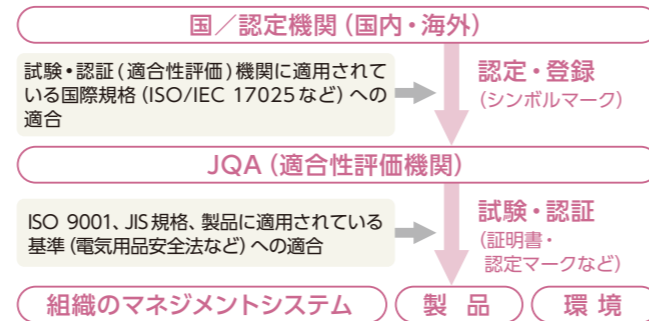 国／認定機関（国内・海外）
試験・認証（適合性評価）機関に適用されて
いる国際規格（ISO/IEC 17025など）への
適合
認定・登録
（シンボルマーク）
JQA（適合性評価機関）
ISO 9001、JIS規格、製品に適用されている
基準（電気用品安全法など）への適合
試験・認証
（証明書・
認定マークなど）
組織のマネジメントシステム
製 品
環 境